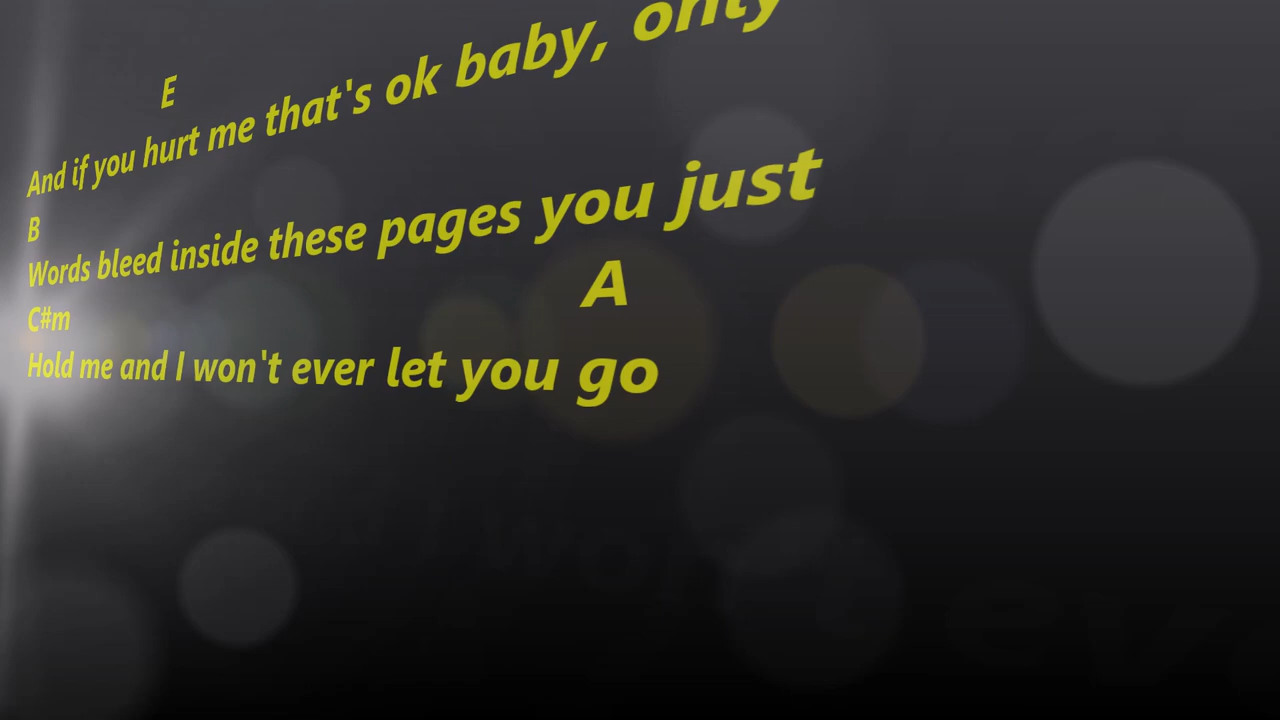 E
And if you hurt me that's ok baby, only
B
Words bleed inside these pages you just
A
C#m
Hold me and I won't ever let you go